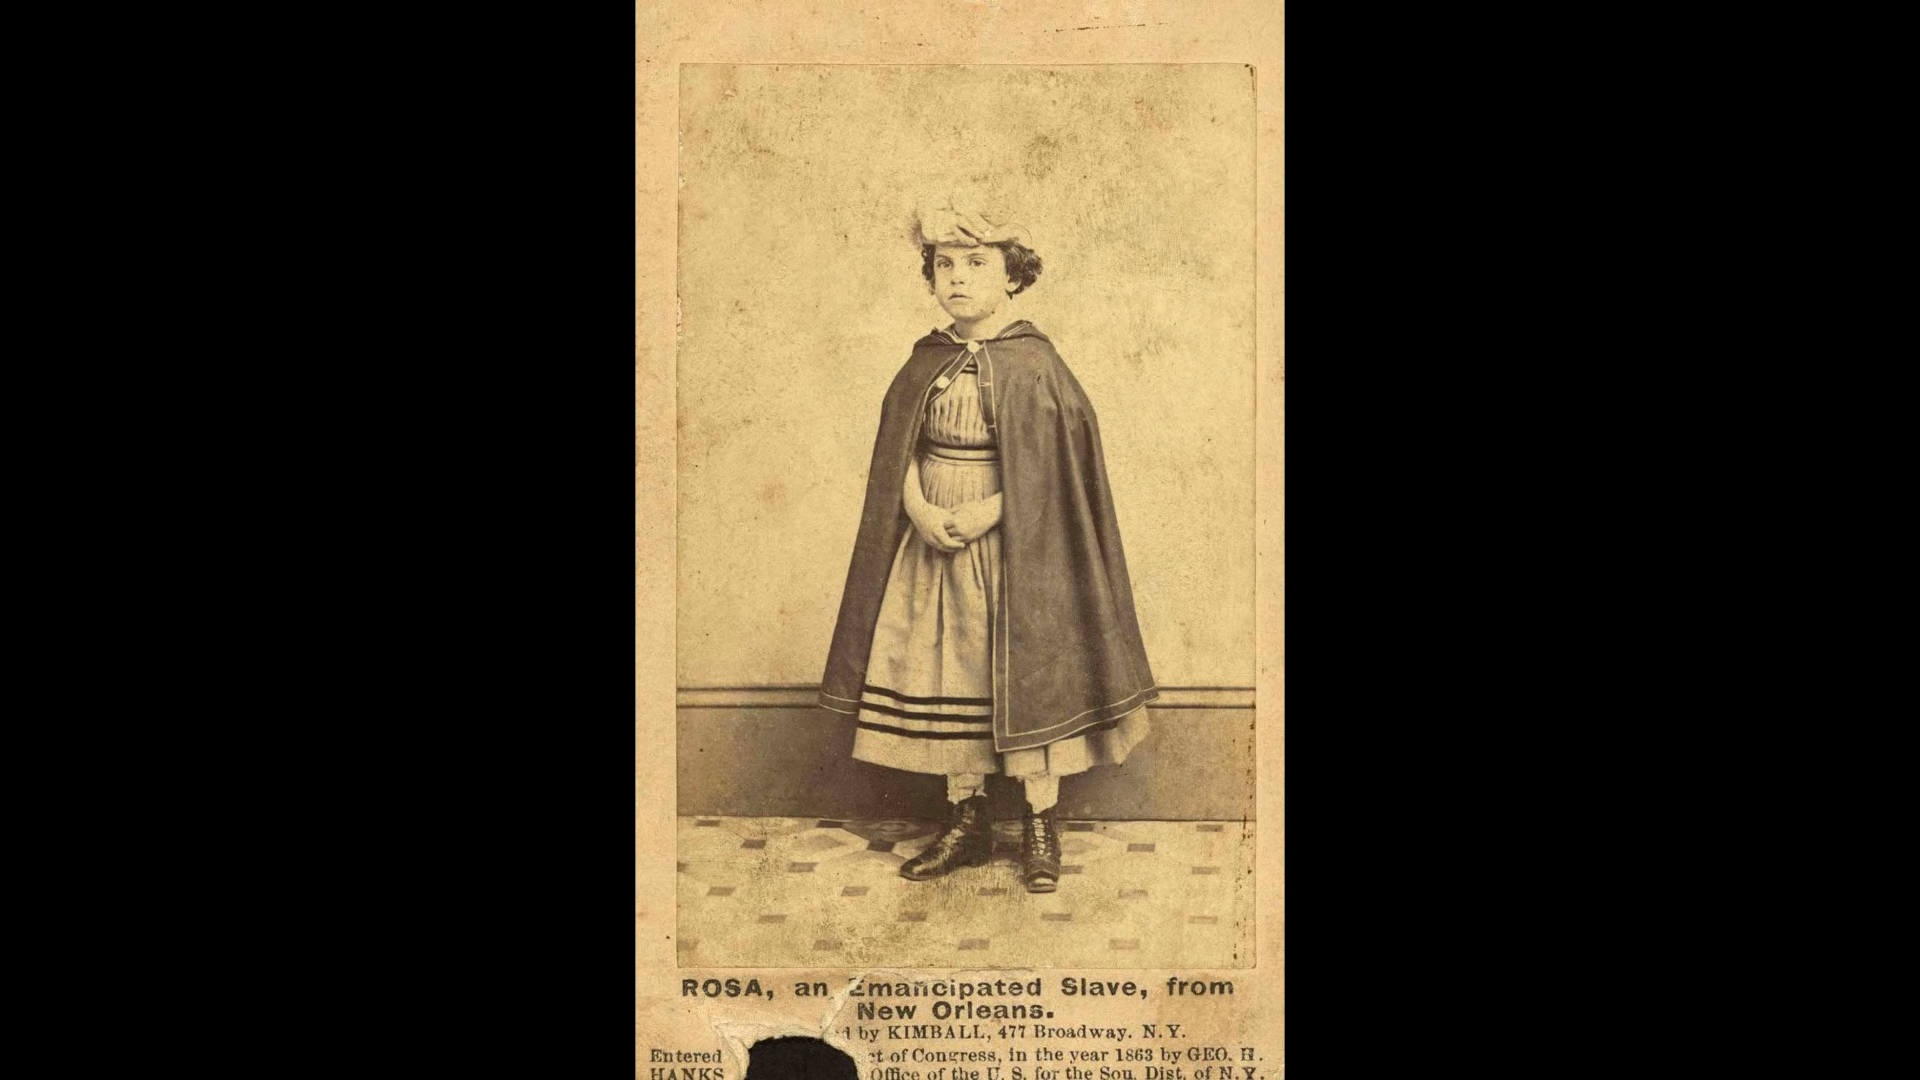 ROSA, an Emancipated Slave, from
New Orleans.
by KIMBALL, 477 Broadway. N.Y.
Entered ct of Congress, in the year 1863 by GEO. H.
HANKS Office of the U. S. for the Sou. Dist. of N.Y.